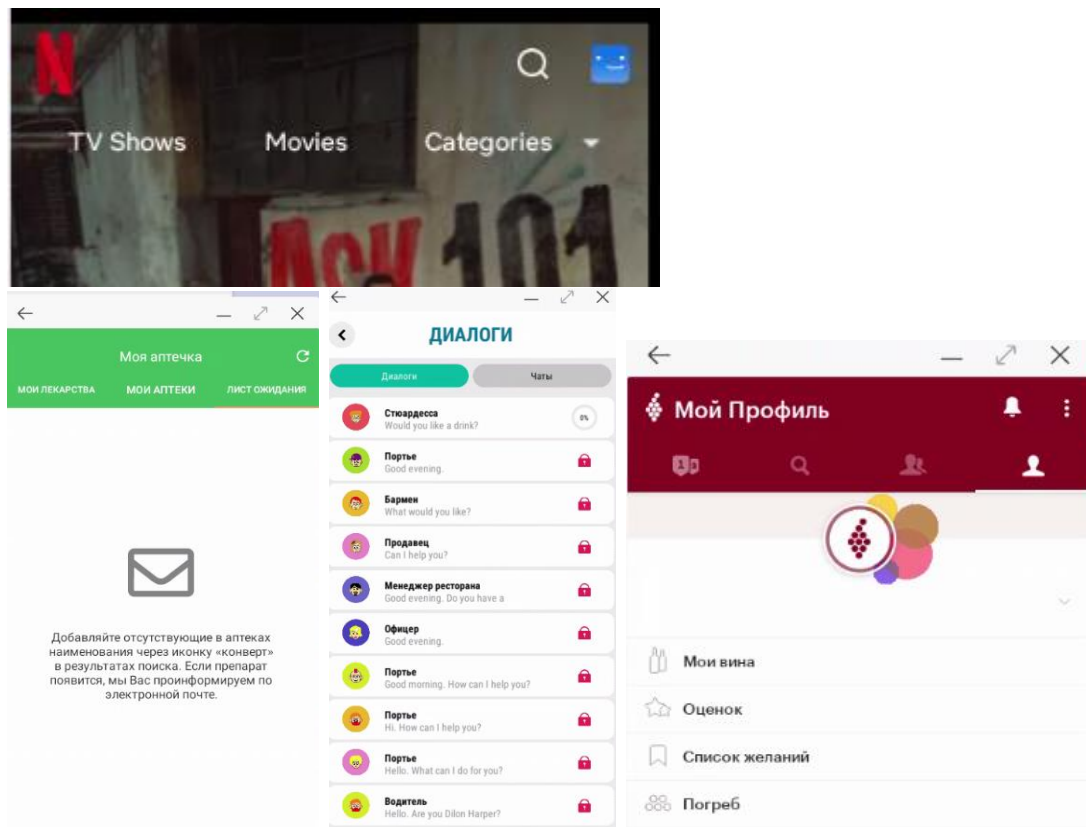 N
TV Shows
Movies
Categories
ACK 101
Моя аптечка
МОИ ЛЕКАРСТВА
МОИ АПТЕКИ
ЛИСТ ОЖИДАНИЯ
Добавляйте отсутствующие в аптеках
наименования через иконку «конверт»
в результатах поиска. Если препарат
появится, мы Вас проинформируем по
электронной почте.
ДИАЛОГИ
Диалоги
Чаты
Стюардесса
Would you like a drink?
0%
Портье
Good evening.
Бармен
What would you like?
Продавец
Can I help you?
Менеджер ресторана
Good evening. Do you have a
Офицер
Good evening.
Портье
Good morning. How can I help you?
Портье
Hi. How can I help you?
Портье
Hello. What can I do for you?
Водитель
Hello. Are you Dilon Harper?
Мой Профиль
Мои вина
Оценок
Список желаний
Погреб